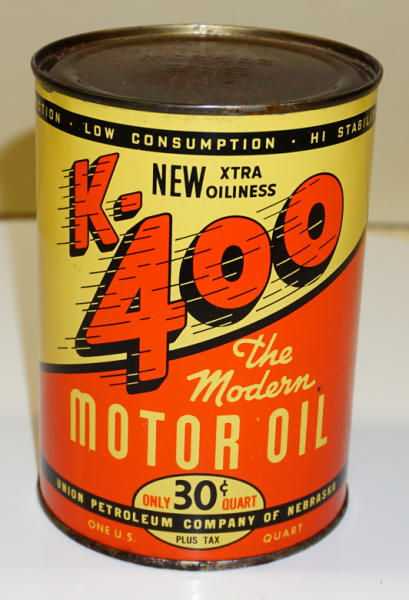 LOW CONSUMPTION · HI
NEW XTRA OILINESS
K-400
The
Modern
MOTOR OIL
ONLY 30¢ QUART
PLUS TAX
UNION PETROLEUM COMPANY OF NEBRASKA
ONE U.S. QUART